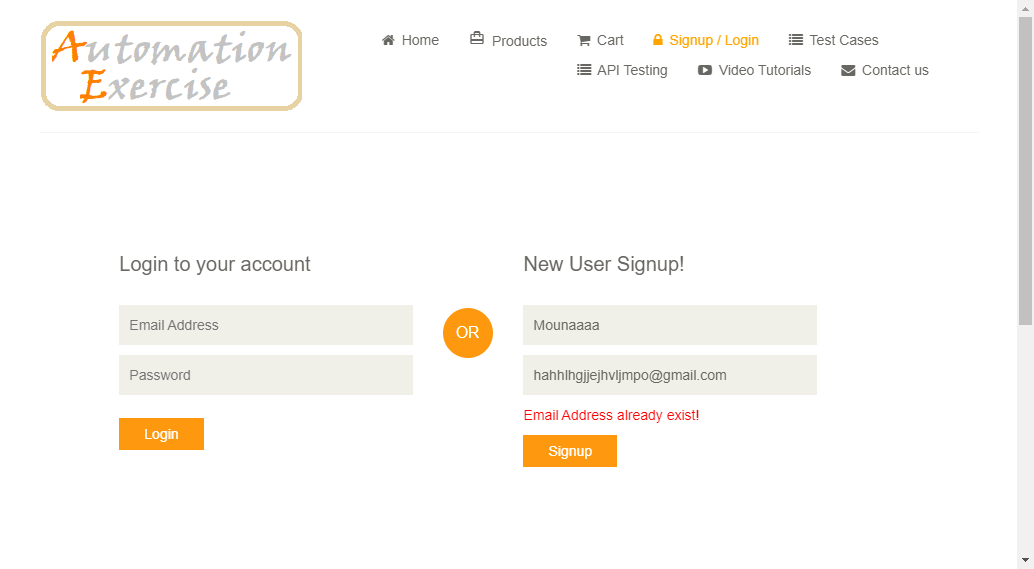 Automation
Exercise
Home
Products
Cart
Signup / Login
Test Cases
API Testing
Video Tutorials
Contact us
Login to your account
Email Address
Password
Login
OR
New User Signup!
Mounaaaa
hahhlhgjjejhvljmpo@gmail.com
Email Address already exist!
Signup